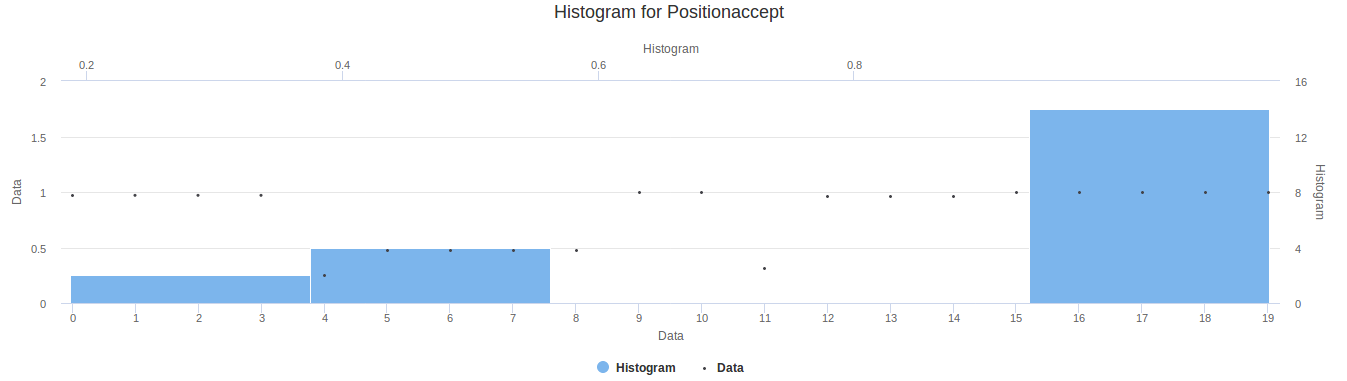 Histogram for Positionaccept
Histogram
0.2 0.4 0.6 0.8
2 16
1.5 12
Data
1 8
Histogram
0.5 4
0 0
0 1 2 3 4 5 6 7 8 9 10 11 12 13 14 15 16 17 18 19
Data
Histogram Data